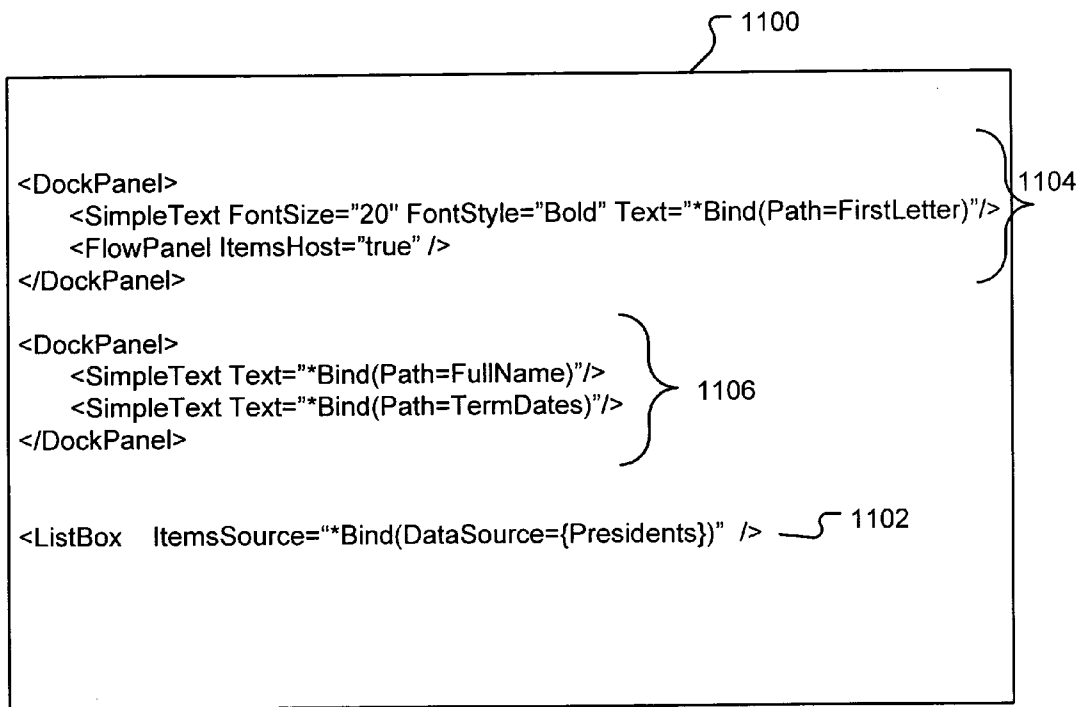 1100
<DockPanel>
<SimpleText FontSize="20" FontStyle="Bold" Text="*Bind(Path=FirstLetter)"/>
<FlowPanel ItemsHost="true" />
</DockPanel>
1104
<DockPanel>
<SimpleText Text="*Bind(Path=FullName)"/>
<SimpleText Text="*Bind(Path=TermDates)"/>
</DockPanel>
1106
<ListBox ItemsSource=“*Bind(DataSource={Presidents})” />
1102